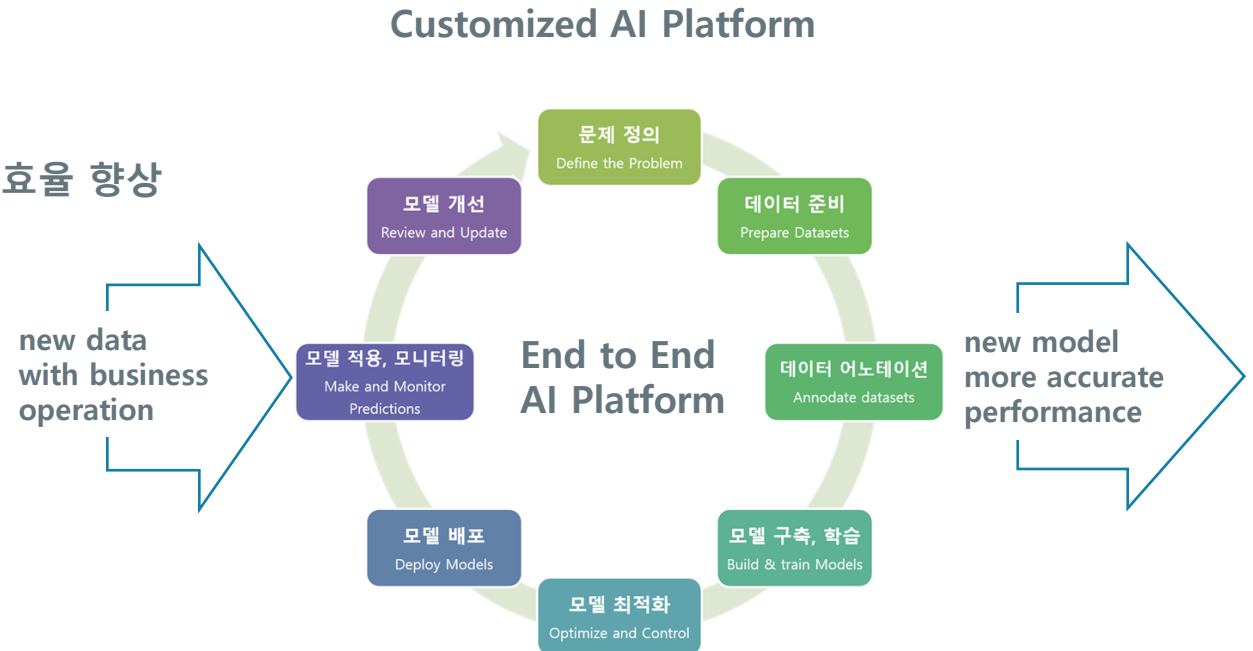 Customized AI Platform
효율 향상
문제 정의
Define the Problem
데이터 준비
Prepare Datasets
데이터 어노테이션
Annodate datasets
모델 구축, 학습
Build & train Models
모델 최적화
Optimize and Control
모델 배포
Deploy Models
모델 적용, 모니터링
Make and Monitor
Predictions
모델 개선
Review and Update
End to End
AI Platform
new data
with business
operation
new model
more accurate
performance